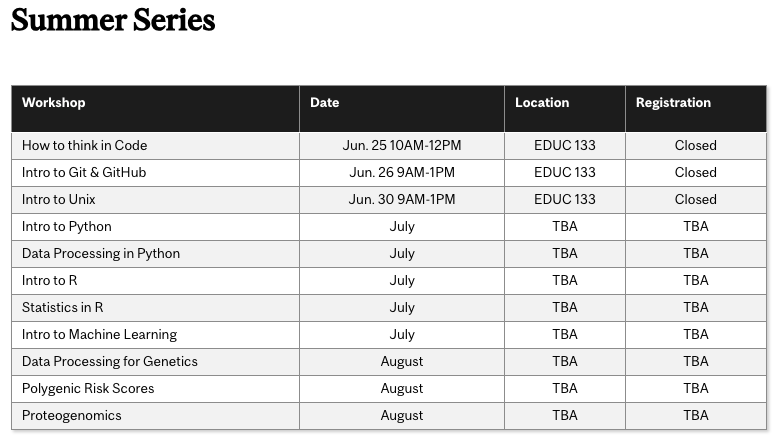 Summer Series
Workshop Date Location Registration
How to think in Code Jun. 25 10AM-12PM EDUC 133 Closed
Intro to Git & GitHub Jun. 26 9AM-1PM EDUC 133 Closed
Intro to Unix Jun. 30 9AM-1PM EDUC 133 Closed
Intro to Python July TBA TBA
Data Processing in Python July TBA TBA
Intro to R July TBA TBA
Statistics in R July TBA TBA
Intro to Machine Learning July TBA TBA
Data Processing for Genetics August TBA TBA
Polygenic Risk Scores August TBA TBA
Proteogenomics August TBA TBA